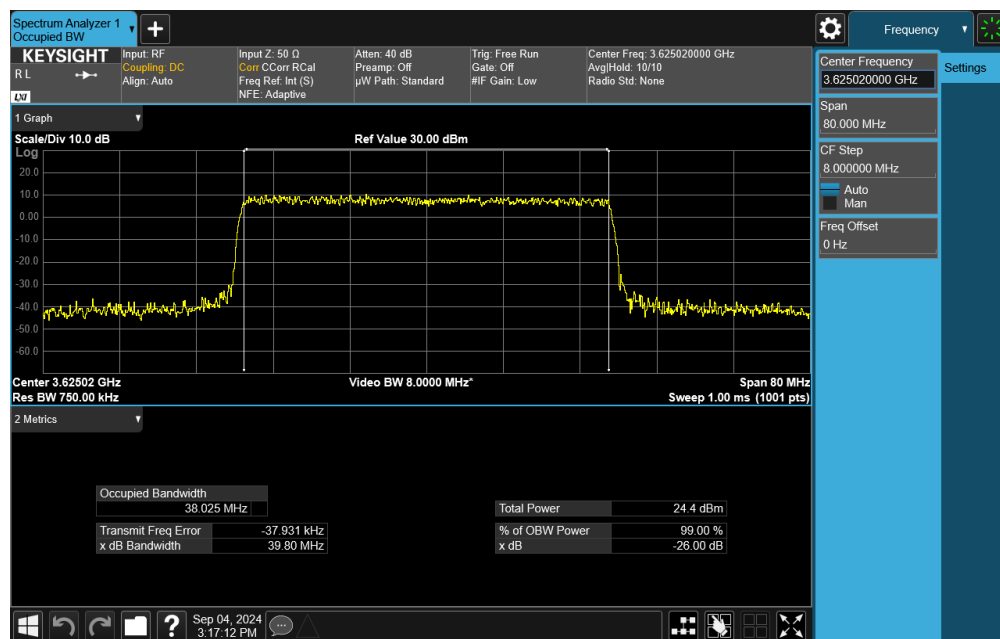 Spectrum Analyzer 1
Occupied BW
+
Frequency
KEYSIGHT
R L
LXI
Input: RF
Coupling: DC
Align: Auto
Input Z: 50 Ω
Corr CCorr RCal
Freq Ref: Int (S)
NFE: Adaptive
Atten: 40 dB
Preamp: Off
µW Path: Standard
Trig: Free Run
Gate: Off
#IF Gain: Low
Center Freq: 3.625020000 GHz
Avg|Hold: 10/10
Radio Std: None
Center Frequency
3.625020000 GHz
Settings
Span
80.000 MHz
CF Step
8.000000 MHz
Auto
Man
Freq Offset
0 Hz
1 Graph
Scale/Div 10.0 dB
Ref Value 30.00 dBm
Log
20.0
10.0
0.00
-10.0
-20.0
-30.0
-40.0
-50.0
-60.0
Center 3.62502 GHz
Video BW 8.0000 MHz*
Span 80 MHz
Res BW 750.00 kHz
Sweep 1.00 ms (1001 pts)
2 Metrics
Occupied Bandwidth
38.025 MHz
Transmit Freq Error -37.931 kHz
x dB Bandwidth 39.80 MHz
Total Power 24.4 dBm
% of OBW Power 99.00 %
x dB -26.00 dB
?
Sep 04, 2024
3:17:12 PM